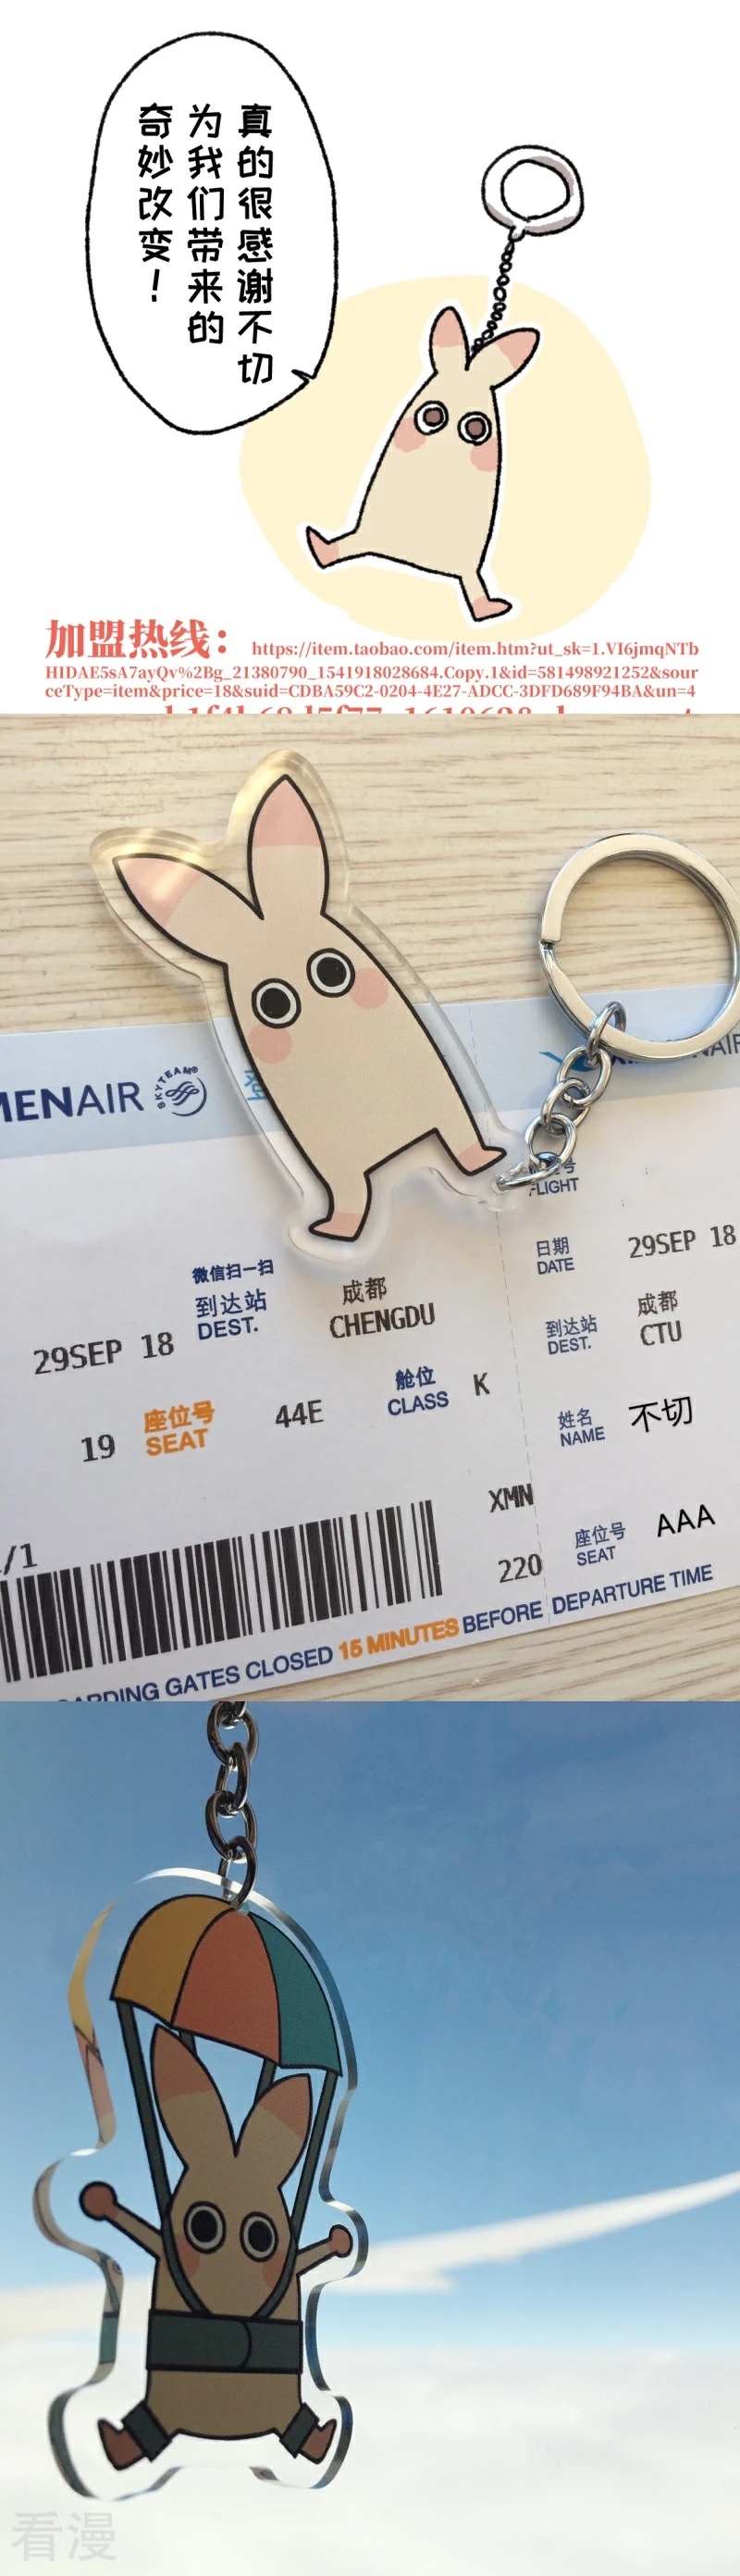 真的很感谢不切
为我们带来的
奇妙改变！
加盟热线： https://item.taobao.com/item.htm?ut_sk=1.VI6jmqNTb
HIDAE5sA7ayQv%2Bg_21380790_1541918028684.Copy.1&id=581498921252&sour
ceType=item&price=18&suid=CDBA59C2-0204-4E27-ADCC-3DFD689F94BA&un=4
MENAIR
SKYTEAM
登
NAIR
FLIGHT
微信扫一扫
29SEP 18
到达站
DEST.
成都
CHENGDU
日期
DATE
29SEP 18
到达站
DEST.
成都
CTU
19
座位号
SEAT
44E
舱位
CLASS
K
姓名
NAME
不切
XMN
座位号
SEAT
AAA
/1
220
BOARDING GATES CLOSED 15 MINUTES BEFORE DEPARTURE TIME
看漫